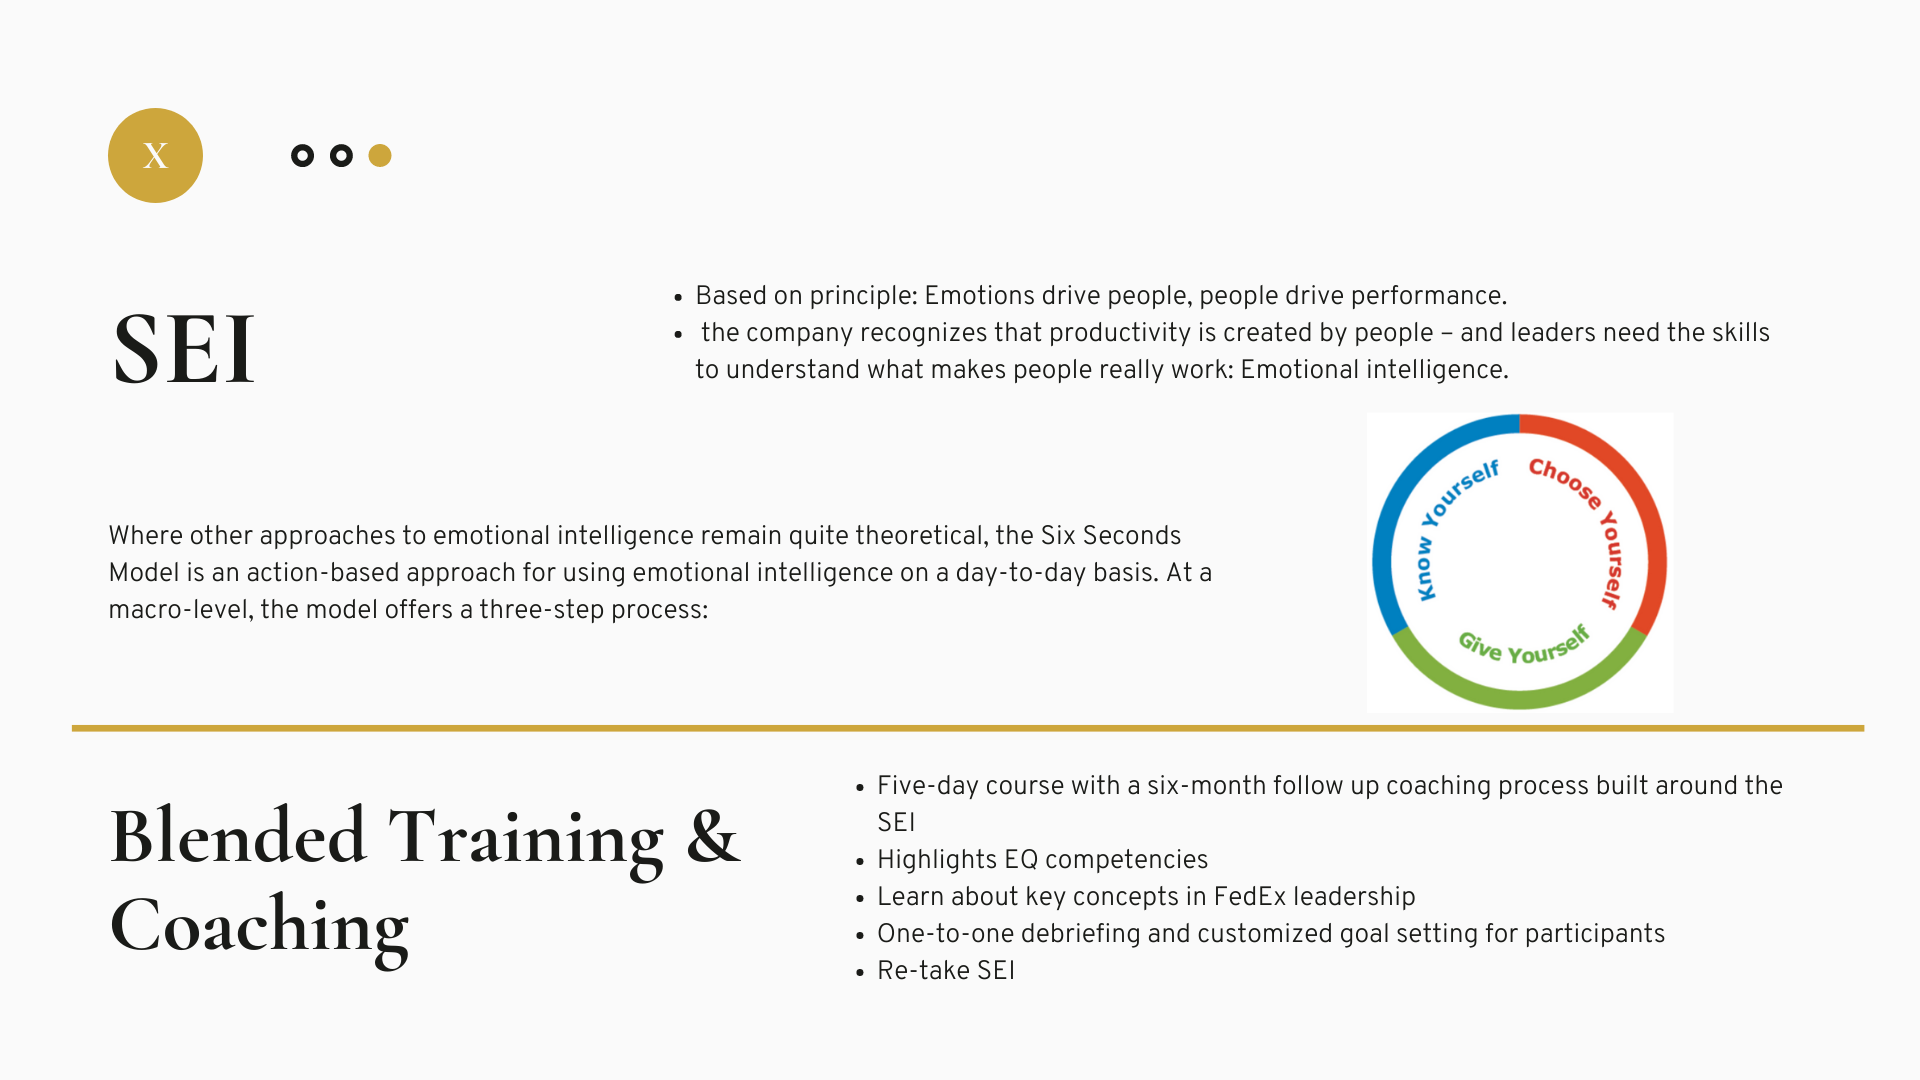 X
SEI
• Based on principle: Emotions drive people, people drive performance.
• the company recognizes that productivity is created by people – and leaders need the skills
to understand what makes people really work: Emotional intelligence.
Where other approaches to emotional intelligence remain quite theoretical, the Six Seconds
Model is an action-based approach for using emotional intelligence on a day-to-day basis. At a
macro-level, the model offers a three-step process:
Know Yourself
Choose Yourself
Give Yourself
Blended Training &
Coaching
• Five-day course with a six-month follow up coaching process built around the
SEI
• Highlights EQ competencies
• Learn about key concepts in FedEx leadership
• One-to-one debriefing and customized goal setting for participants
• Re-take SEI